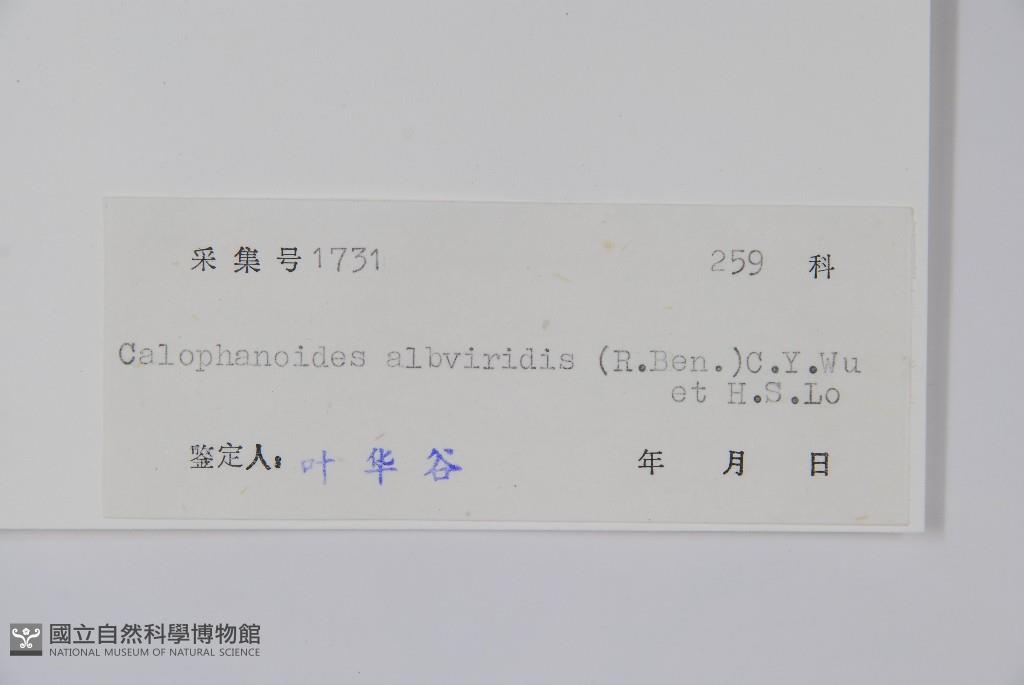 采集号1731 259 科
Calophanoides albviridis (R.Ben.)C.Y.Wu
et H.S.Lo
鉴定人: 叶华谷 年 月 日
國立自然科學博物館
NATIONAL MUSEUM OF NATURAL SCIENCE